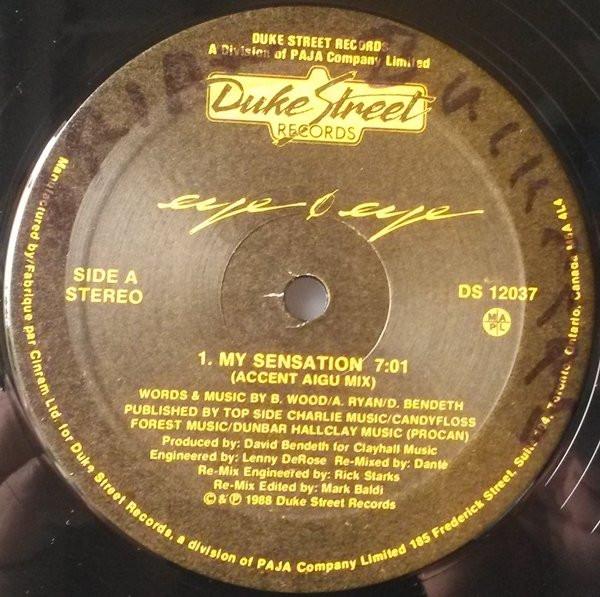 DUKE STREET RECORDS
A Division of PAJA Company Limited
Duke Street
RECORDS
eye ø eye
SIDE A
STEREO
DS 12037
MAPL
1. MY SENSATION 7:01
(ACCENT AIGU MIX)
WORDS & MUSIC BY B. WOOD/A. RYAN/D. BENDETH
PUBLISHED BY TOP SIDE CHARLIE MUSIC/CANDYFLOSS
FOREST MUSIC/DUNBAR HALLCLAY MUSIC (PROCAN)
Produced by: David Bendeth for Clayhall Music
Engineered by: Lenny DeRose Re-Mixed by: Dante
Re-Mix Engineered by: Rick Starks
Re-Mix Edited by: Mark Baldi
© & ℗ 1988 Duke Street Records
Manufactured by/Fabrique par Cinram Ltd. for Duke Street Records, a division of PAJA Company Limited 185 Frederick Street, Toronto, Ontario, Canada M5A 4L4